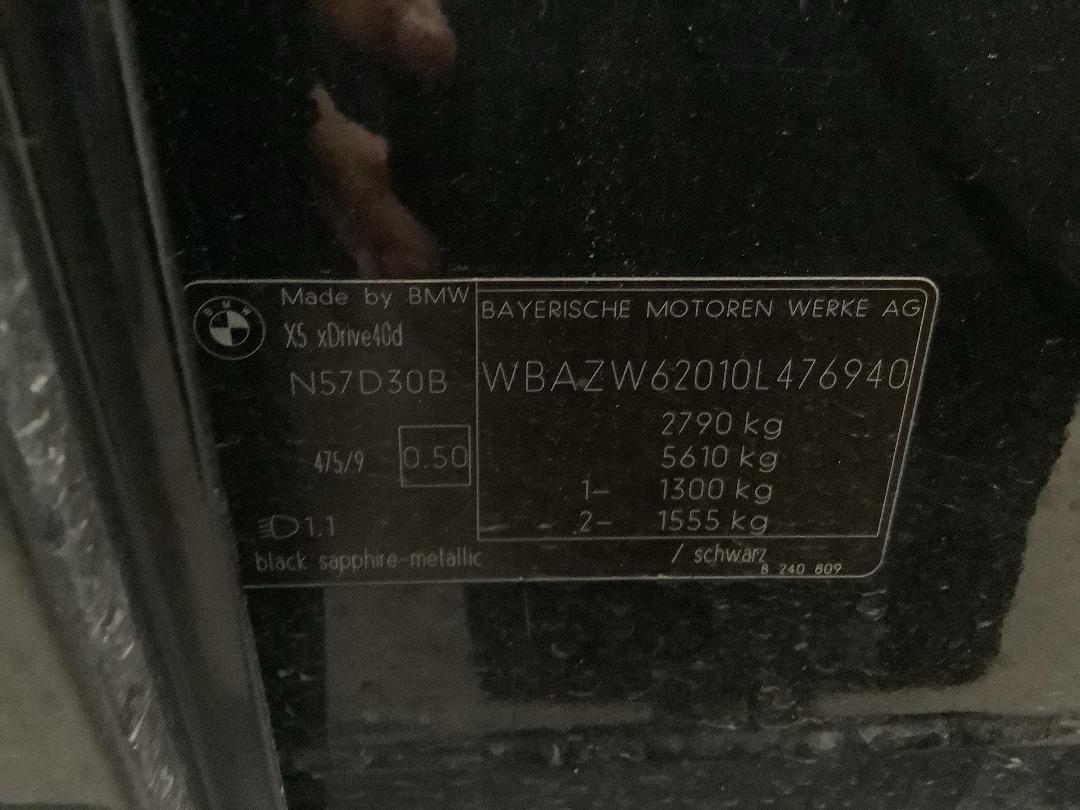 BMW
Made by BMW
X5 xDrive40d
N57D30B
475/9
0.50
1.1
black sapphire-metallic
BAYERISCHE MOTOREN WERKE AG
WBAZW62010L476940
2790 kg
5610 kg
1- 1300 kg
2- 1555 kg
/ schwarz
8 240 809